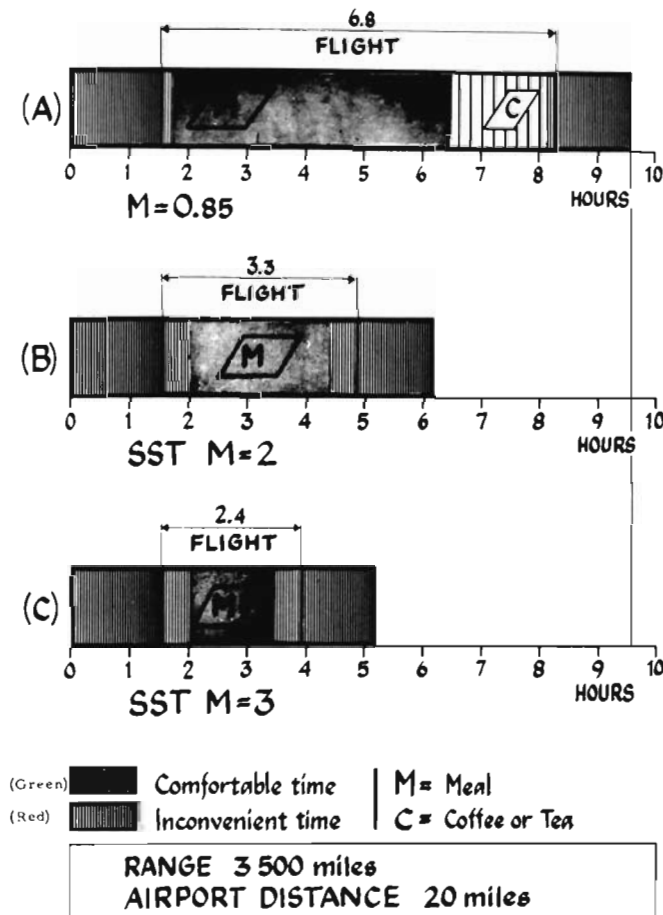 6.8
FLIGHT
(A)
C
0 1 2 3 4 5 6 7 8 9 10
HOURS
M=0.85
3.3
FLIGHT
(B)
M
0 1 2 3 4 5 6 7 8 9 10
HOURS
SST M=2
2.4
FLIGHT
(C)
M
0 1 2 3 4 5 6 7 8 9 10
HOURS
SST M=3
(Green) Comfortable time M= Meal
(Red) Inconvenient time C= Coffee or Tea
RANGE 3 500 miles
AIRPORT DISTANCE 20 miles